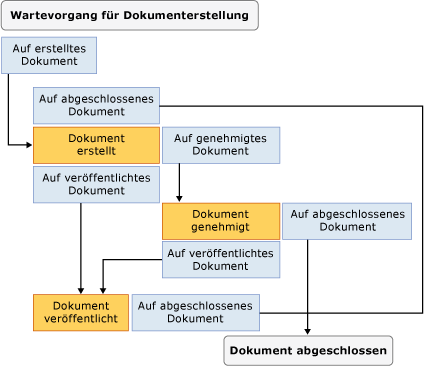 Wartevorgang für Dokumenterstellung
Auf erstelltes
Dokument
Auf abgeschlossenes
Dokument
Dokument
erstellt
Auf genehmigtes
Dokument
Auf veröffentlichtes
Dokument
Dokument
genehmigt
Auf abgeschlossenes
Dokument
Auf veröffentlichtes
Dokument
Dokument
veröffentlicht
Auf abgeschlossenes
Dokument
Dokument abgeschlossen